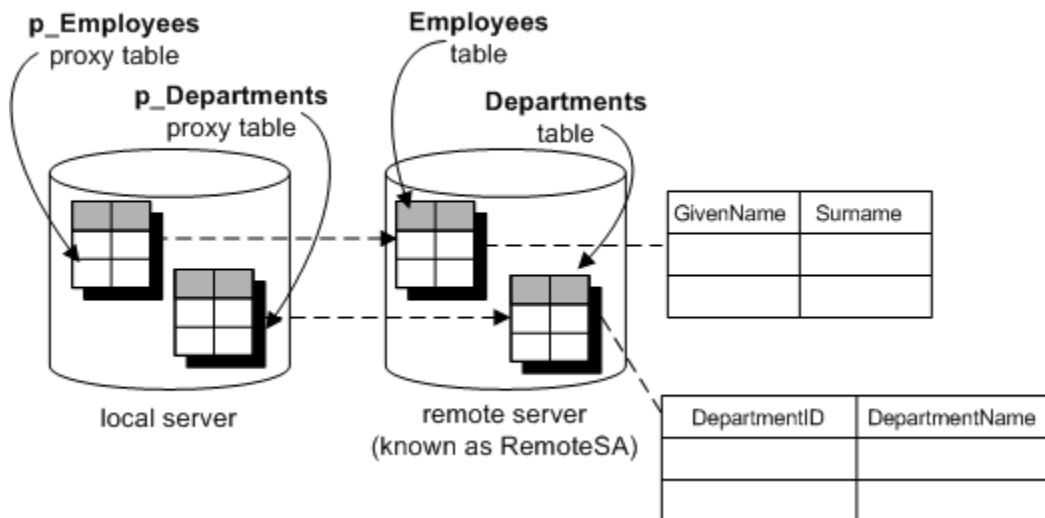 p_Employees
proxy table
p_Departments
proxy table
Employees
table
Departments
table
GivenName Surname
local server
remote server
(known as RemoteSA)
DepartmentID DepartmentName